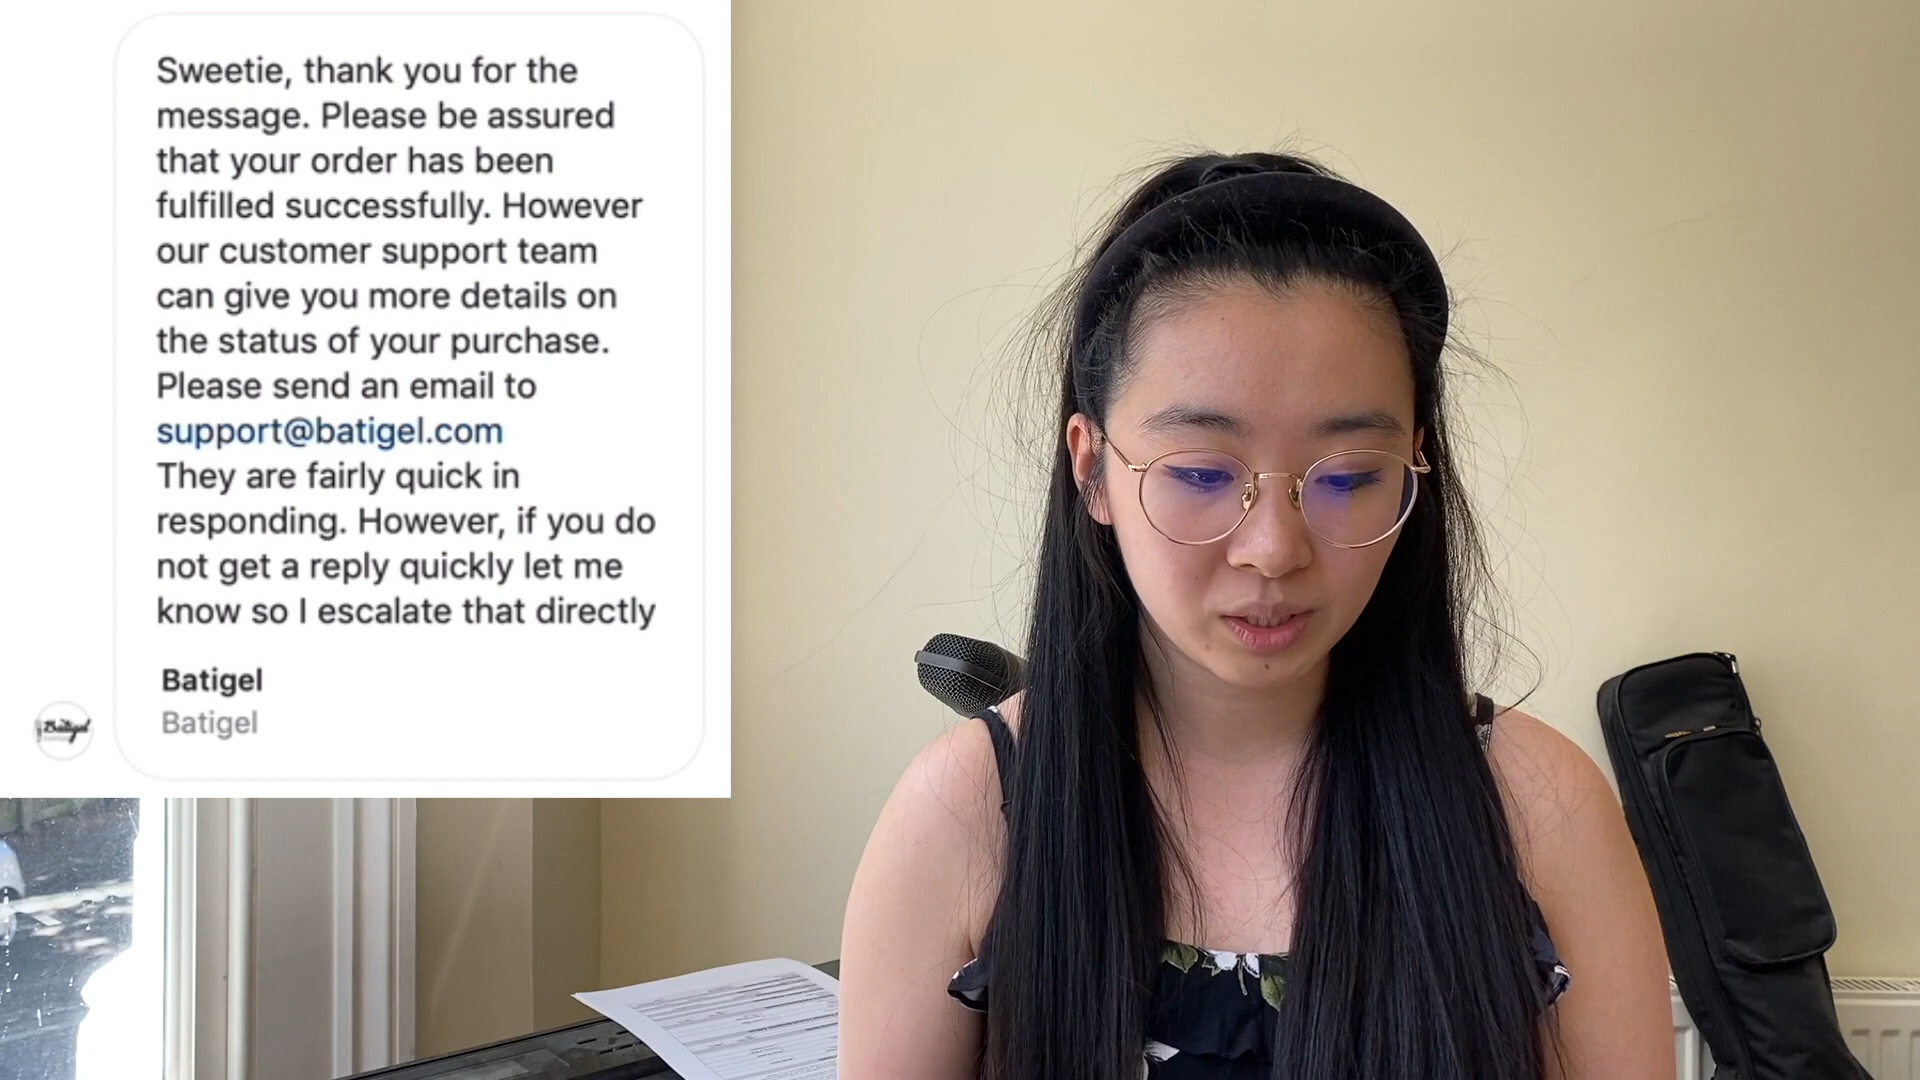 Sweetie, thank you for the
message. Please be assured
that your order has been
fulfilled successfully. However
our customer support team
can give you more details on
the status of your purchase.
Please send an email to
support@batigel.com
They are fairly quick in
responding. However, if you do
not get a reply quickly let me
know so I escalate that directly
Batigel
Batigel
Batigel